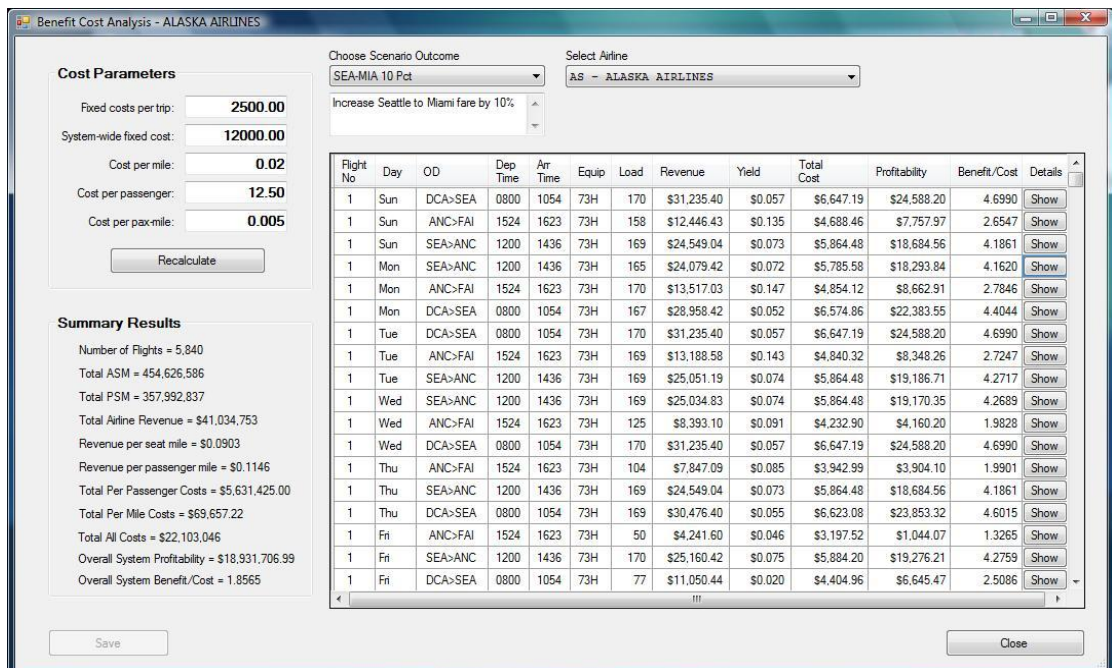 Benefit Cost Analysis - ALASKA AIRLINES
Cost Parameters
Fixed costs per trip: 2500.00
System-wide fixed cost: 12000.00
Cost per mile: 0.02
Cost per passenger: 12.50
Cost per pax-mile: 0.005
Recalculate
Summary Results
Number of Flights = 5,840
Total ASM = 454,626,586
Total PSM = 357,992,837
Total Airline Revenue = $41,034,753
Revenue per seat mile = $0.0903
Revenue per passenger mile = $0.1146
Total Per Passenger Costs = $5,631,425.00
Total Per Mile Costs = $69,657.22
Total All Costs = $22,103,046
Overall System Profitability = $18,931,706.99
Overall System Benefit/Cost = 1.8565
Choose Scenario Outcome
SEA-MIA 10 Pct
Increase Seattle to Miami fare by 10%
Select Airline
AS - ALASKA AIRLINES
Flight No Day OD Dep Time Arr Time Equip Load Revenue Yield Total Cost Profitability Benefit/Cost Details
1 Sun DCA>SEA 0800 1054 73H 170 $31,235.40 $0.057 $6,647.19 $24,588.20 4.6990 Show
1 Sun ANC>FAI 1524 1623 73H 158 $12,446.43 $0.135 $4,688.46 $7,757.97 2.6547 Show
1 Sun SEA>ANC 1200 1436 73H 169 $24,549.04 $0.073 $5,864.48 $18,684.56 4.1861 Show
1 Mon SEA>ANC 1200 1436 73H 165 $24,079.42 $0.072 $5,785.58 $18,293.84 4.1620 Show
1 Mon ANC>FAI 1524 1623 73H 170 $13,517.03 $0.147 $4,854.12 $8,662.91 2.7846 Show
1 Mon DCA>SEA 0800 1054 73H 167 $28,958.42 $0.052 $6,574.86 $22,383.55 4.4044 Show
1 Tue DCA>SEA 0800 1054 73H 170 $31,235.40 $0.057 $6,647.19 $24,588.20 4.6990 Show
1 Tue ANC>FAI 1524 1623 73H 169 $13,188.58 $0.143 $4,840.32 $8,348.26 2.7247 Show
1 Tue SEA>ANC 1200 1436 73H 169 $25,051.19 $0.074 $5,864.48 $19,186.71 4.2717 Show
1 Wed SEA>ANC 1200 1436 73H 169 $25,034.83 $0.074 $5,864.48 $19,170.35 4.2689 Show
1 Wed ANC>FAI 1524 1623 73H 125 $8,393.10 $0.091 $4,232.90 $4,160.20 1.9828 Show
1 Wed DCA>SEA 0800 1054 73H 170 $31,235.40 $0.057 $6,647.19 $24,588.20 4.6990 Show
1 Thu ANC>FAI 1524 1623 73H 104 $7,847.09 $0.085 $3,942.99 $3,904.10 1.9901 Show
1 Thu SEA>ANC 1200 1436 73H 169 $24,549.04 $0.073 $5,864.48 $18,684.56 4.1861 Show
1 Thu DCA>SEA 0800 1054 73H 169 $30,476.40 $0.055 $6,623.08 $23,853.32 4.6015 Show
1 Fri ANC>FAI 1524 1623 73H 50 $4,241.60 $0.046 $3,197.52 $1,044.07 1.3265 Show
1 Fri SEA>ANC 1200 1436 73H 170 $25,160.42 $0.075 $5,884.20 $19,276.21 4.2759 Show
1 Fri DCA>SEA 0800 1054 73H 77 $11,050.44 $0.020 $4,404.96 $6,645.47 2.5086 Show
Save
Close